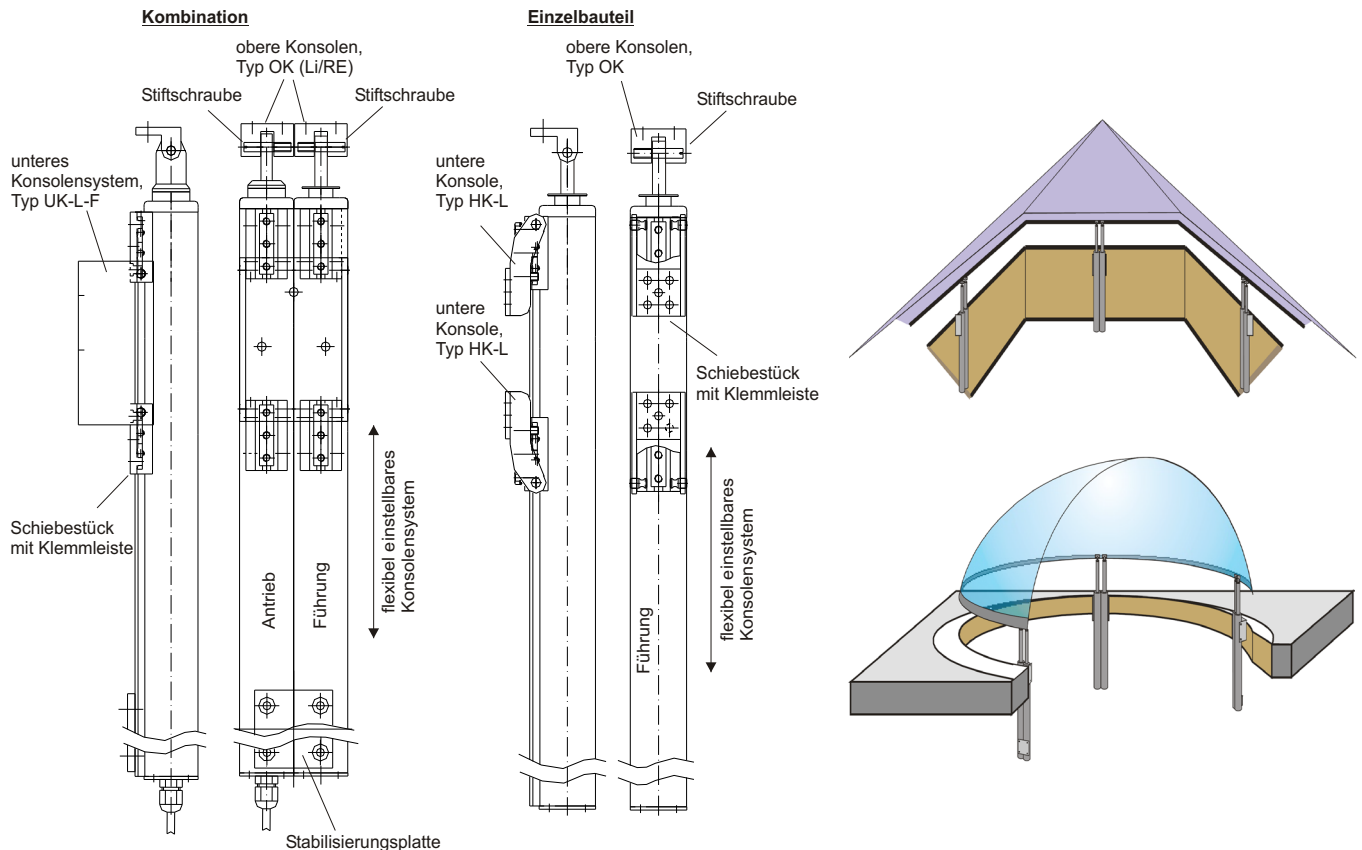 Kombination
obere Konsolen,
Typ OK (Li/RE)
Stiftschraube
Stiftschraube
unteres
Konsolensystem,
Typ UK-L-F
Schiebestück
mit Klemmleiste
Antrieb
Führung
flexibel einstellbares
Konsolensystem
Stabilisierungsplatte
Einzelbauteil
obere Konsolen,
Typ OK
Stiftschraube
untere
Konsole,
Typ HK-L
untere
Konsole,
Typ HK-L
Schiebestück
mit Klemmleiste
Führung
flexibel einstellbares
Konsolensystem